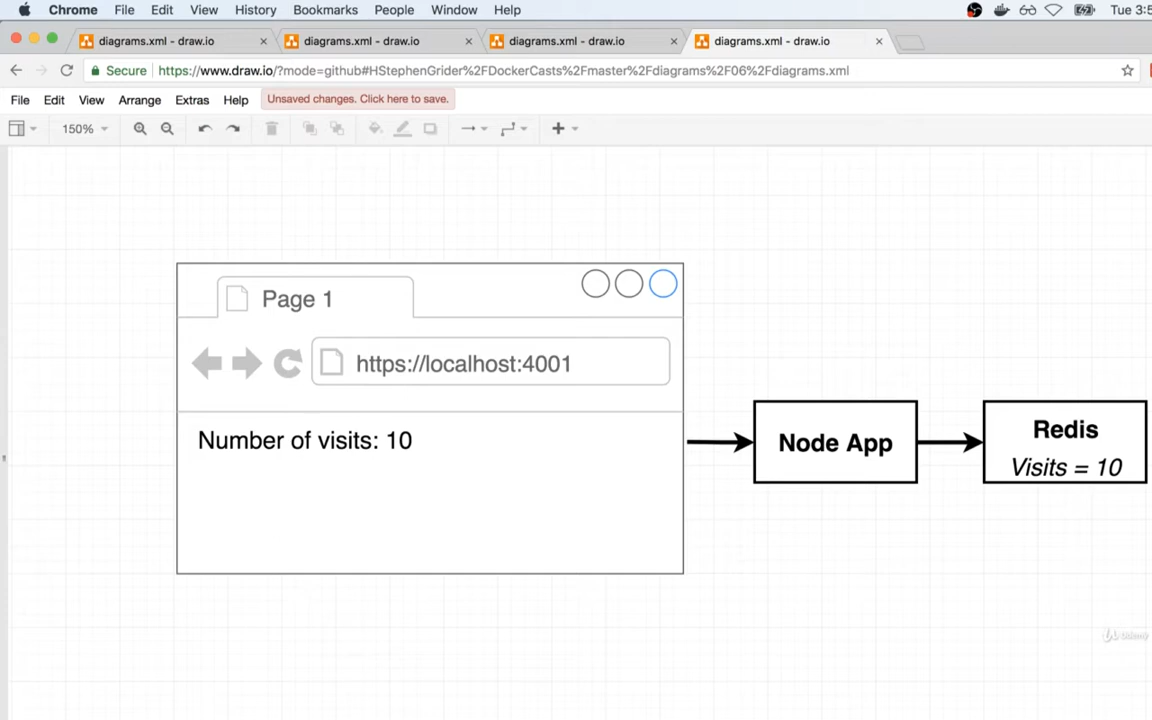 Chrome File Edit View History Bookmarks People Window Help Tue 3:5
diagrams.xml - draw.io diagrams.xml - draw.io diagrams.xml - draw.io diagrams.xml - draw.io
Secure https://www.draw.io/?mode=github#HStephenGrider%2FDockerCasts%2Fmaster%2Fdiagrams%2F06%2Fdiagrams.xml
File Edit View Arrange Extras Help Unsaved changes. Click here to save.
150%
Page 1
https://localhost:4001
Number of visits: 10
Node App
Redis
Visits = 10
Udemy